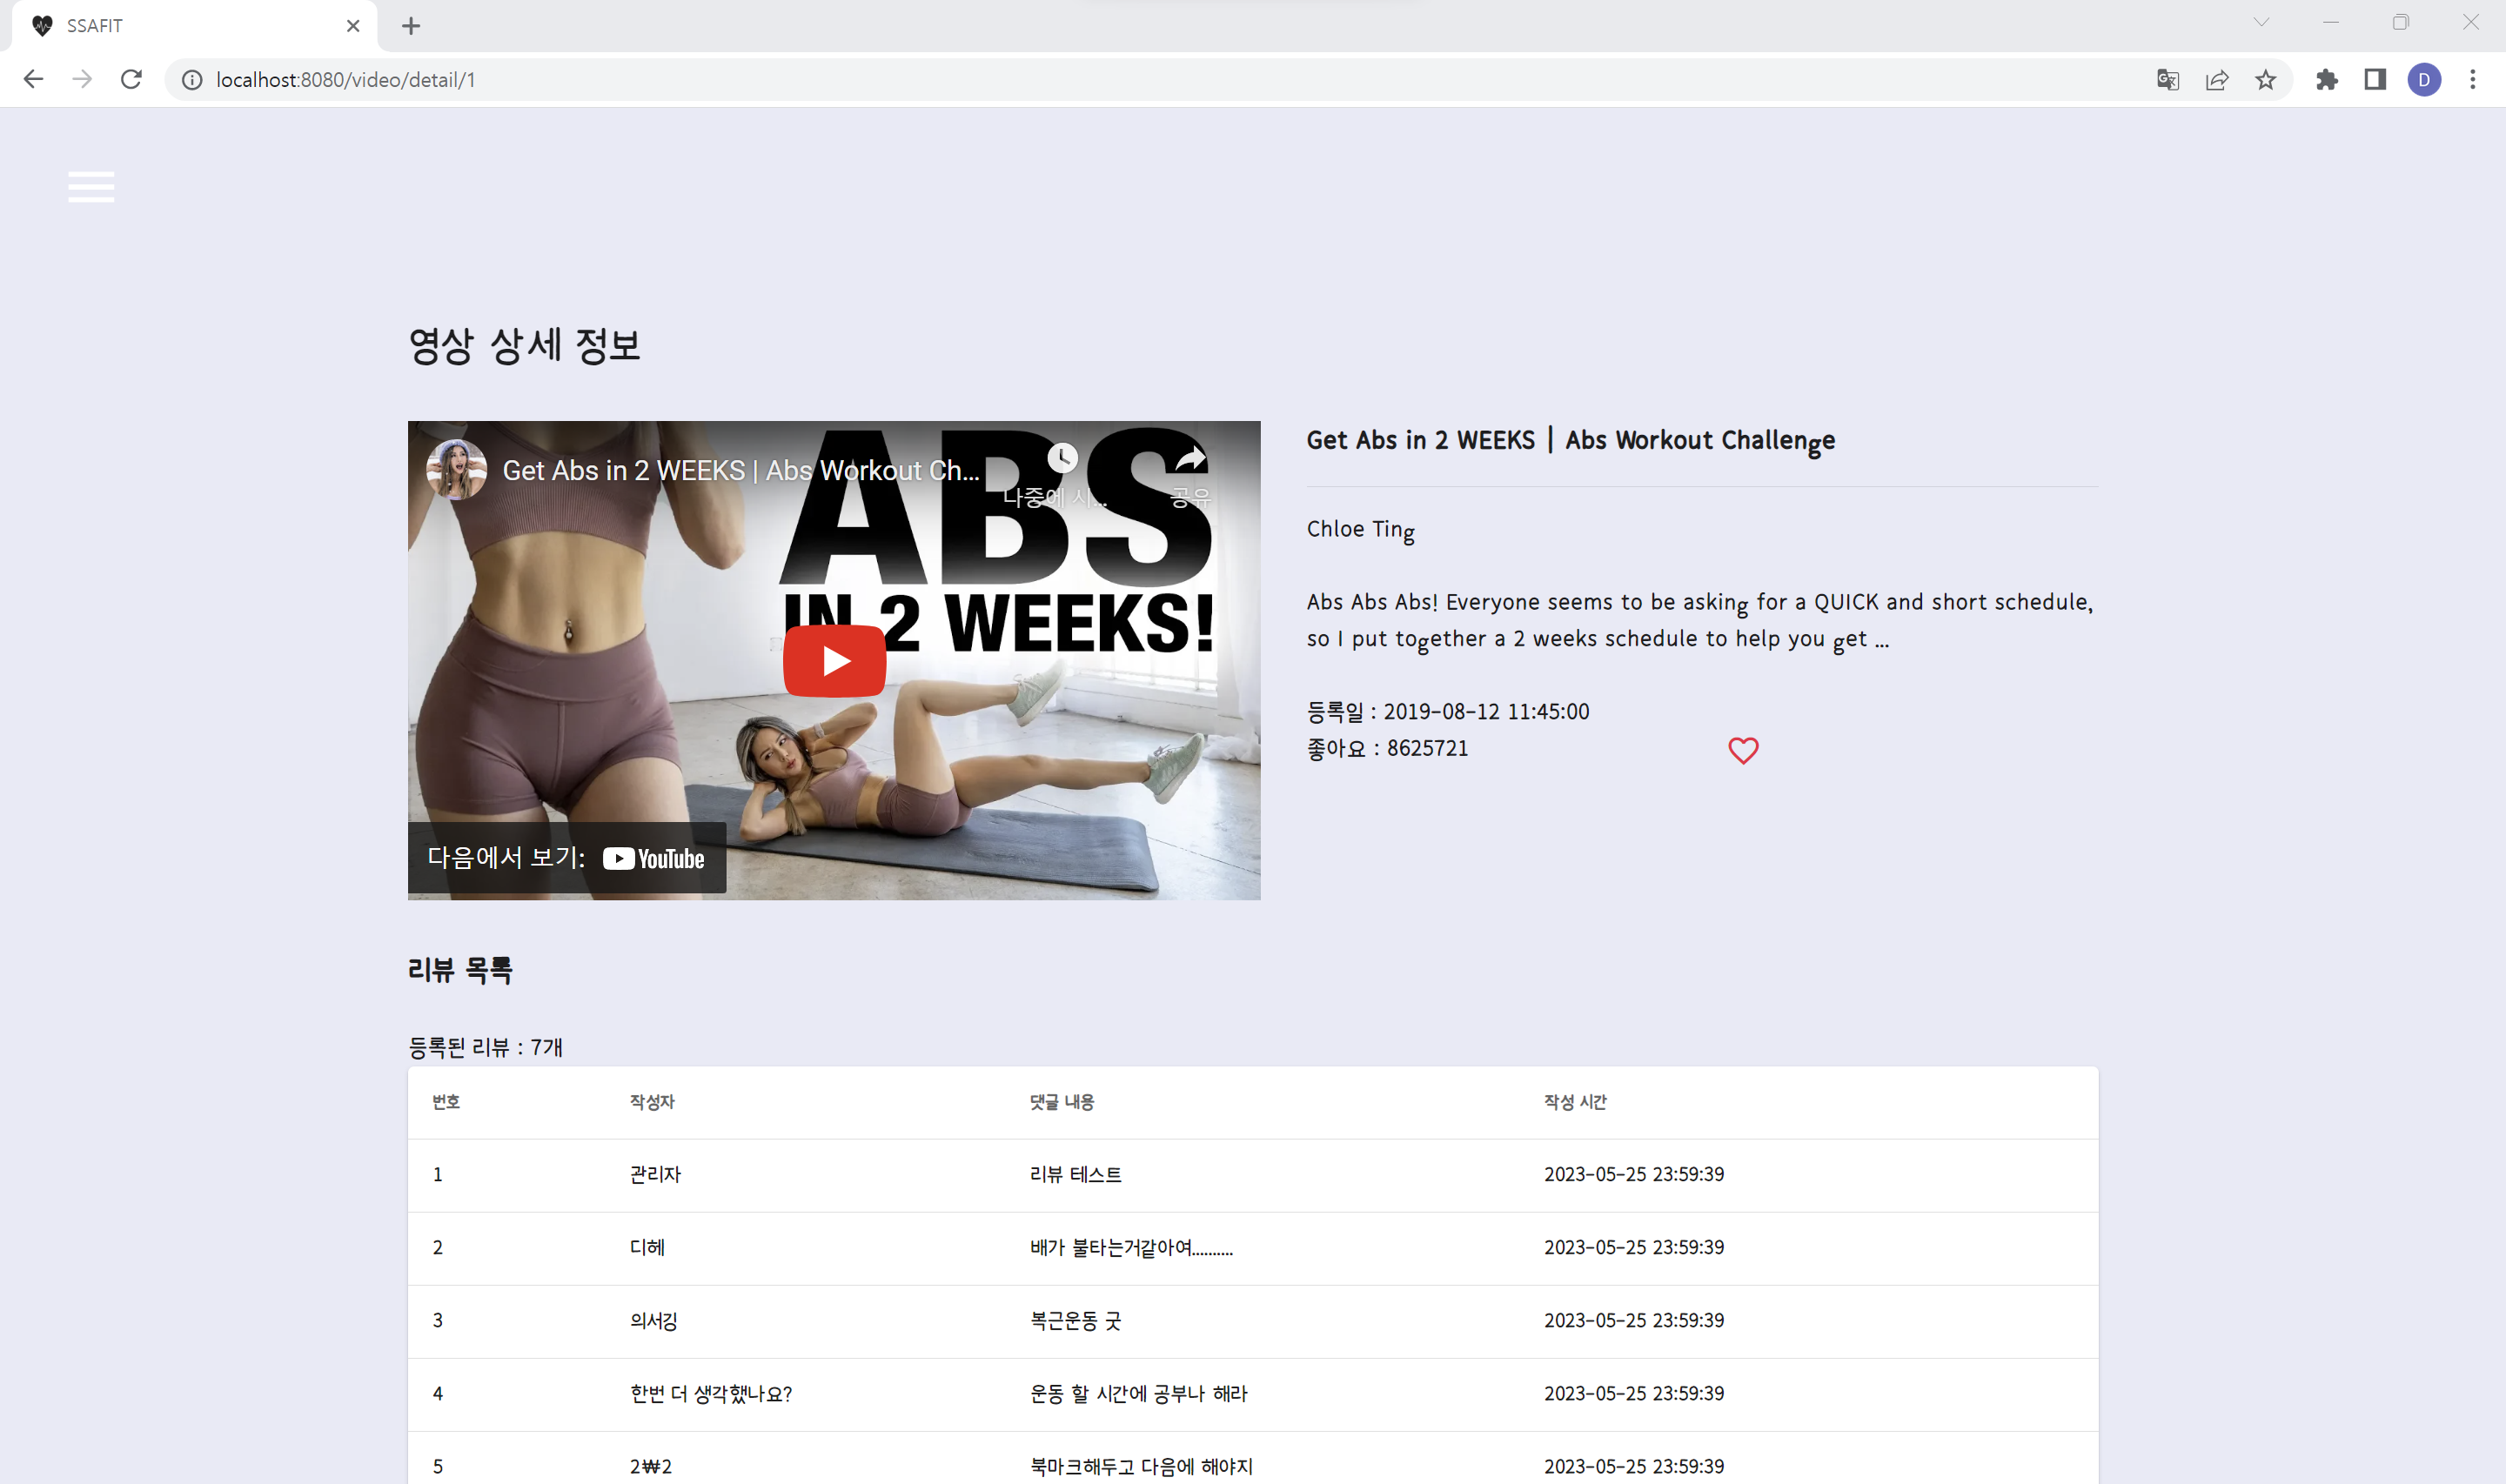 SSAFIT
localhost:8080/video/detail/1
D
영상 상세 정보
Get Abs in 2 WEEKS | Abs Workout Ch...
나중에 시...
공유
ABS
IN 2 WEEKS!
다음에서 보기: YouTube
Get Abs in 2 WEEKS | Abs Workout Challenge
Chloe Ting
Abs Abs Abs! Everyone seems to be asking for a QUICK and short schedule,
so I put together a 2 weeks schedule to help you get ...
등록일 : 2019-08-12 11:45:00
좋아요 : 8625721
리뷰 목록
등록된 리뷰 : 7개
번호 작성자 댓글 내용 작성 시간
1 관리자 리뷰 테스트 2023-05-25 23:59:39
2 디헤 배가 불타는거같아여.......... 2023-05-25 23:59:39
3 의서깅 복근운동 굿 2023-05-25 23:59:39
4 한번 더 생각했나요? 운동 할 시간에 공부나 해라 2023-05-25 23:59:39
5 2₩2 북마크해두고 다음에 해야지 2023-05-25 23:59:39